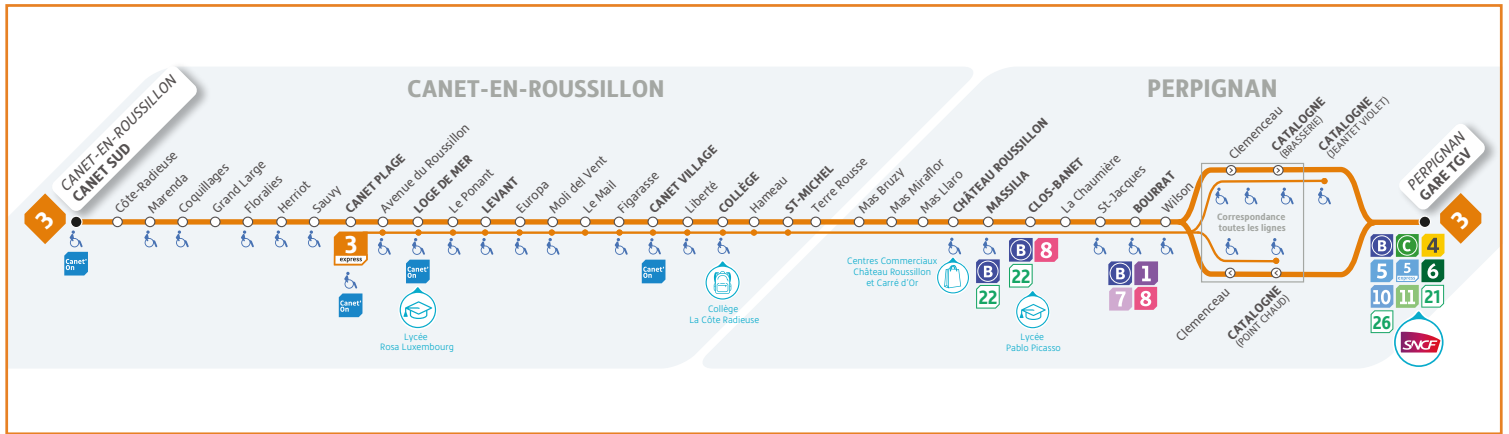 CANET-EN-ROUSSILLON
PERPIGNAN
3
CANET-EN-ROUSSILLON
CANET SUD
Canet'
On
Côte-Radieuse
Marenda
Coquillages
Grand Large
Floralies
Herriot
Sauvy
CANET PLAGE
3
express
Canet'
On
Avenue du Roussillon
LOGE DE MER
Canet'
On
Lycée
Rosa Luxembourg
Le Ponant
LEVANT
Europa
Moli del Vent
Le Mail
Figarasse
CANET VILLAGE
Canet'
On
Liberté
COLLÈGE
Collège
La Côte Radieuse
Hameau
ST-MICHEL
Terre Rousse
Mas Bruzy
Mas Miraflor
Mas Llaro
CHÂTEAU ROUSSILLON
Centres Commerciaux
Château Roussillon
et Carré d'Or
MASSILIA
B
22
CLOS-BANET
B 8
22
Lycée
Pablo Picasso
La Chaumière
St-Jacques
BOURRAT
B 1
7 8
Wilson
Clemenceau
CATALOGNE
(BRASSERIE)
CATALOGNE
(JEANTET VIOLET)
Correspondance
toutes les lignes
Clemenceau
CATALOGNE
(POINT CHAUD)
PERPIGNAN
GARE TGV
3
B C 4
5 5 express 6
10 11 21
26
SNCF